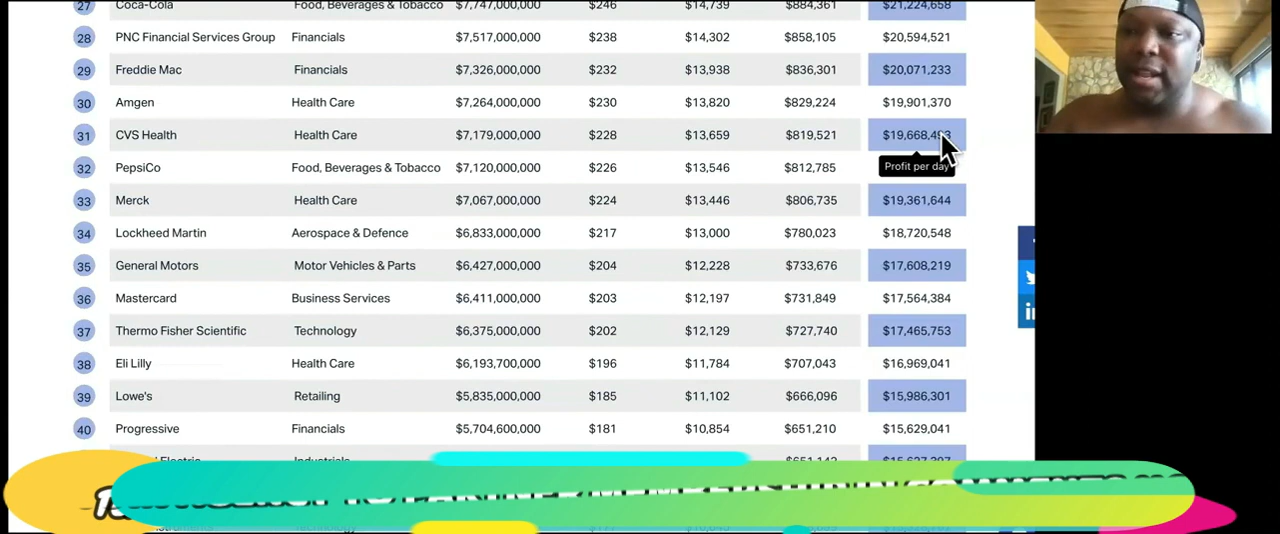 27 Coca-Cola Food, Beverages & Tobacco $7,747,000,000 $246 $14,739 $884,361 $21,224,658
28 PNC Financial Services Group Financials $7,517,000,000 $238 $14,302 $858,105 $20,594,521
29 Freddie Mac Financials $7,326,000,000 $232 $13,938 $836,301 $20,071,233
30 Amgen Health Care $7,264,000,000 $230 $13,820 $829,224 $19,901,370
31 CVS Health Health Care $7,179,000,000 $228 $13,659 $819,521 $19,668,493
32 PepsiCo Food, Beverages & Tobacco $7,120,000,000 $226 $13,546 $812,785
Profit per day
33 Merck Health Care $7,067,000,000 $224 $13,446 $806,735 $19,361,644
34 Lockheed Martin Aerospace & Defence $6,833,000,000 $217 $13,000 $780,023 $18,720,548
35 General Motors Motor Vehicles & Parts $6,427,000,000 $204 $12,228 $733,676 $17,608,219
36 Mastercard Business Services $6,411,000,000 $203 $12,197 $731,849 $17,564,384
37 Thermo Fisher Scientific Technology $6,375,000,000 $202 $12,129 $727,740 $17,465,753
38 Eli Lilly Health Care $6,193,700,000 $196 $11,784 $707,043 $16,969,041
39 Lowe's Retailing $5,835,000,000 $185 $11,102 $666,096 $15,986,301
40 Progressive Financials $5,704,600,000 $181 $10,854 $651,210 $15,629,041
Electric Industrials $651,142